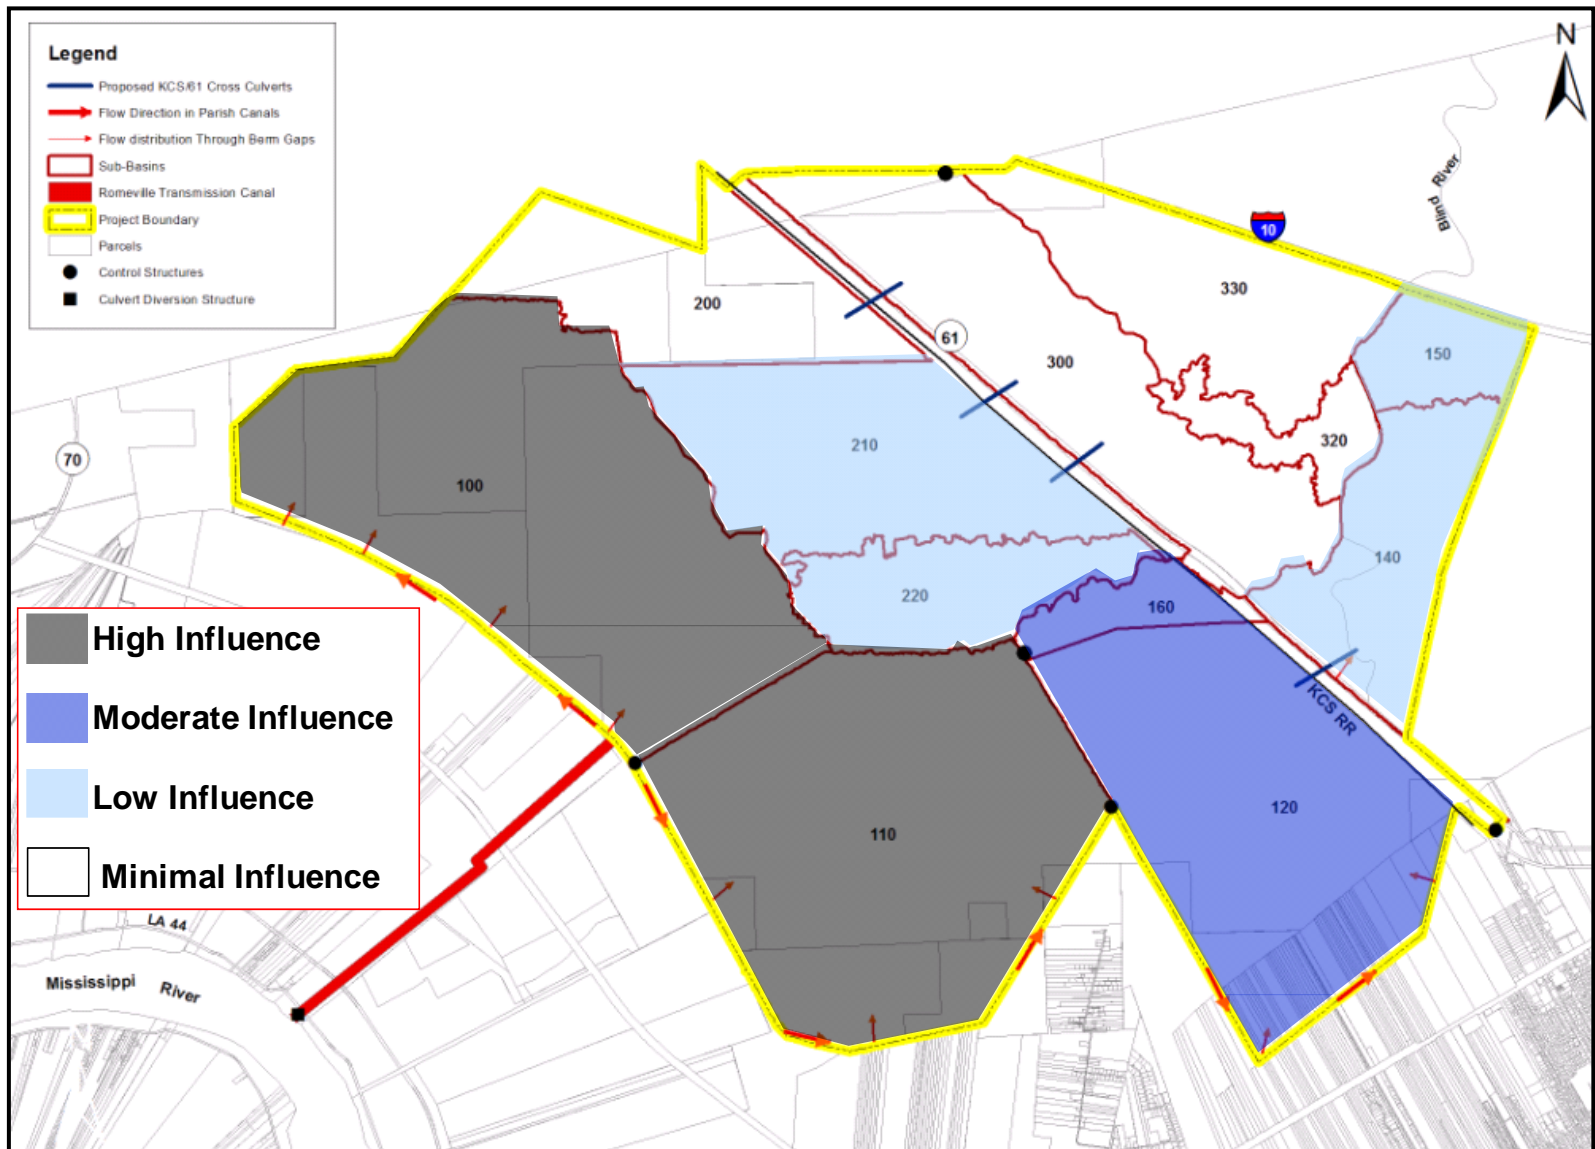 Legend
Proposed KCS/61 Cross Culverts
Flow Direction in Parish Canals
Flow distribution Through Berm Gaps
Sub-Basins
Romeville Transmission Canal
Project Boundary
Parcels
Control Structures
Culvert Diversion Structure
N
Blind River
10
330
200
61
300
150
210
320
70
100
140
220
160
High Influence
Moderate Influence
Low Influence
Minimal Influence
KCS RR
120
110
LA 44
Mississippi River